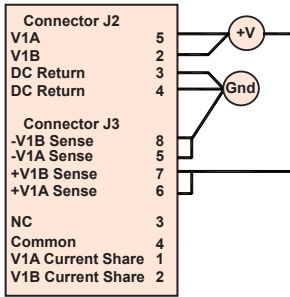 Connector J2
V1A 5
V1B 2
DC Return 3
DC Return 4
+V
Gnd
Connector J3
-V1B Sense 8
-V1A Sense 5
+V1B Sense 7
+V1A Sense 6
NC 3
Common 4
V1A Current Share 1
V1B Current Share 2